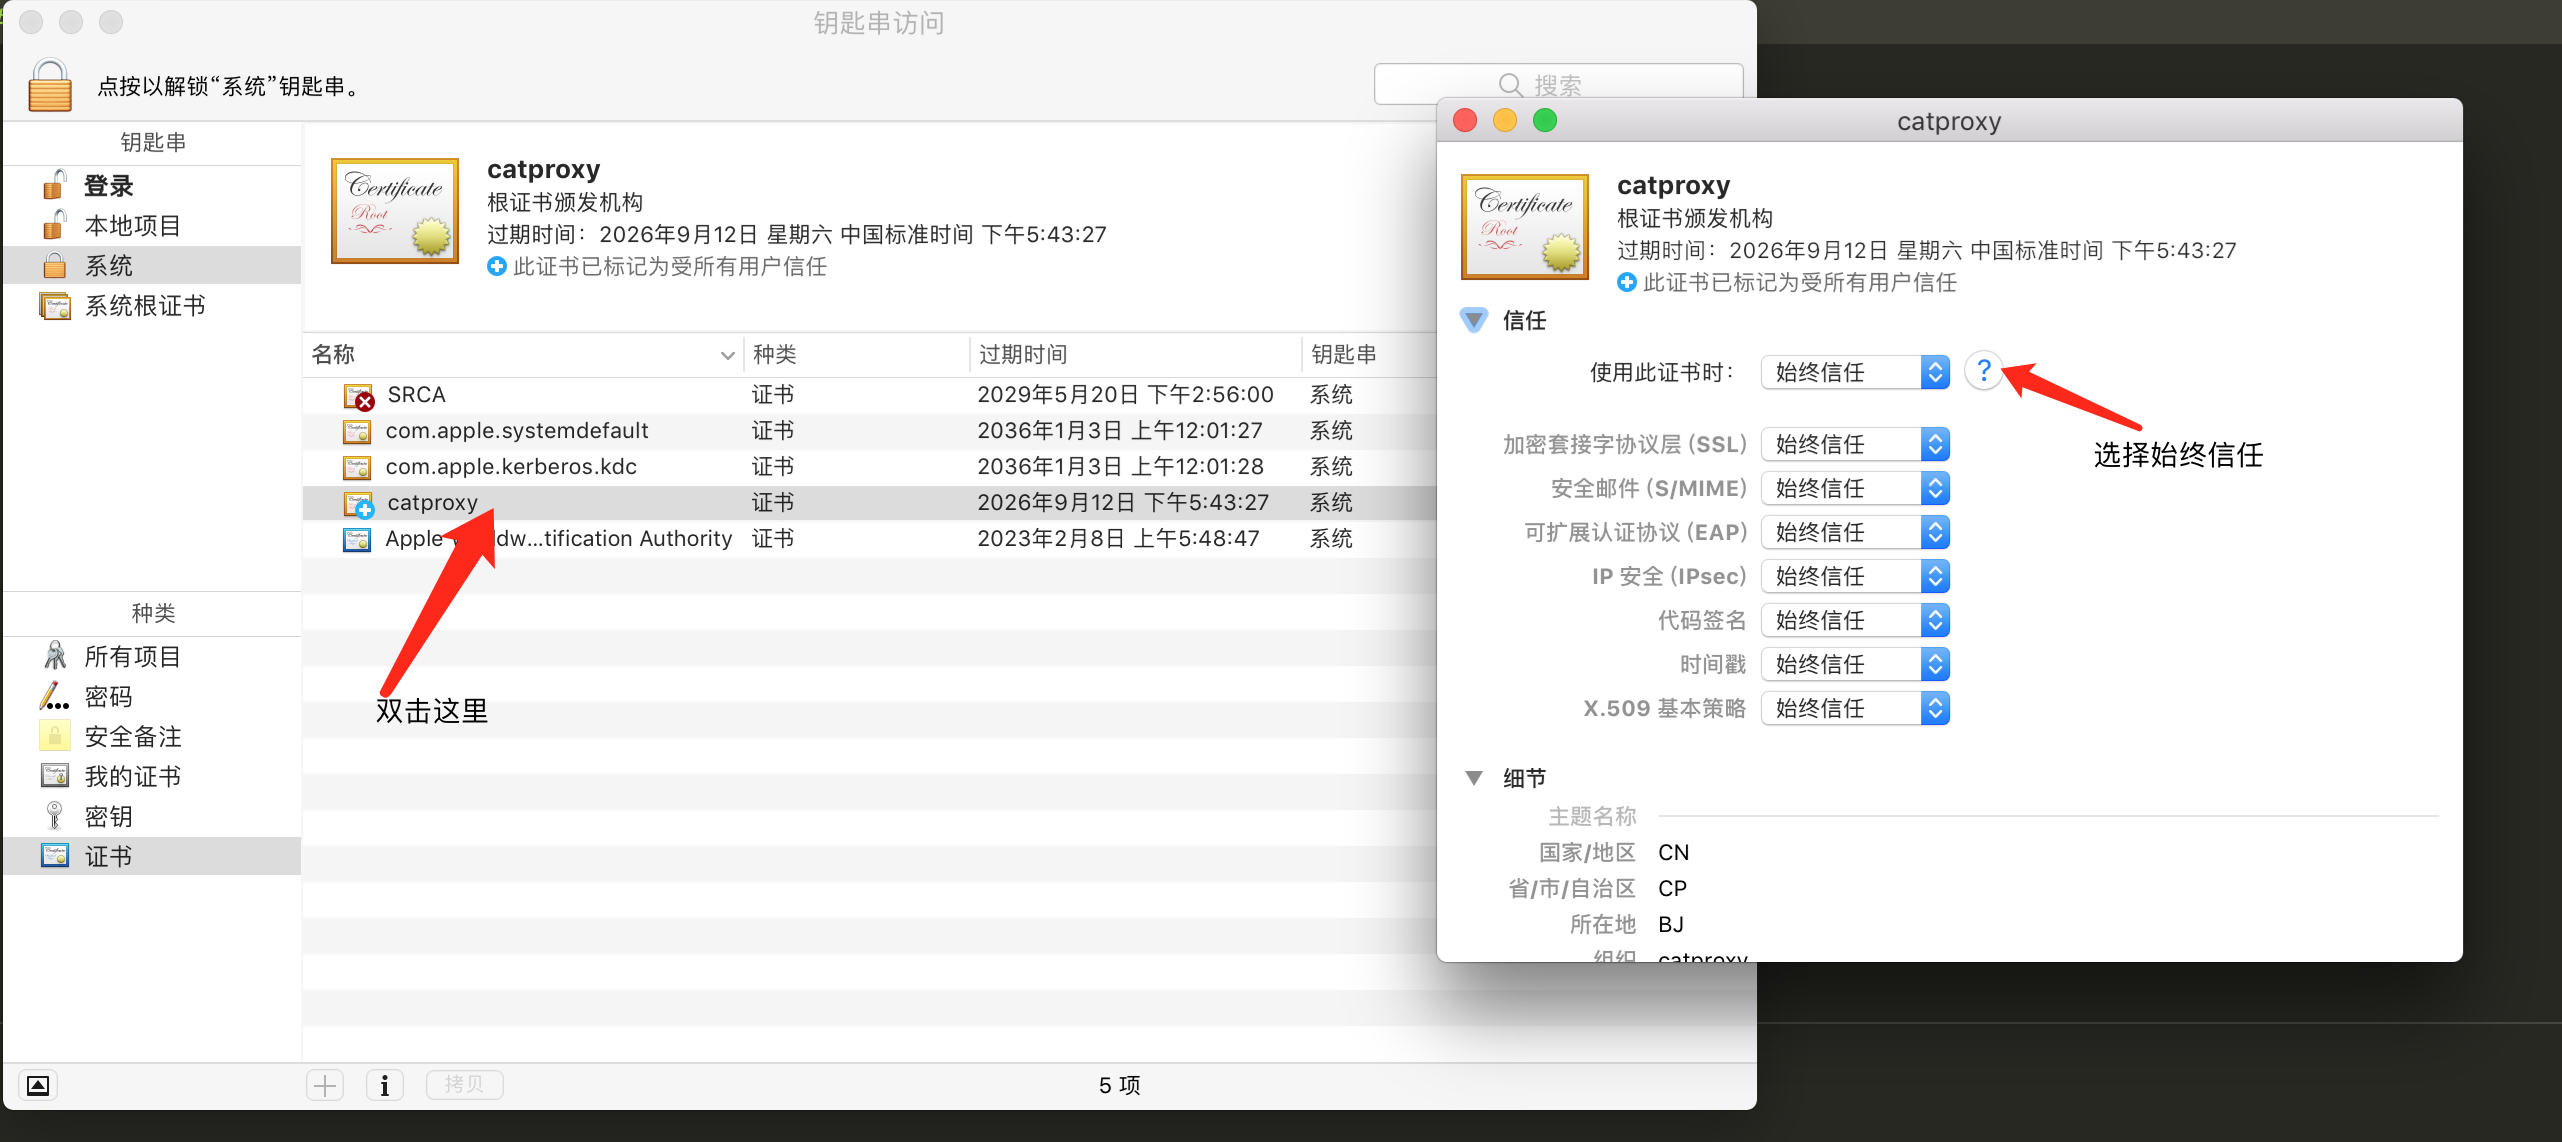 钥匙串访问
点按以解锁“系统”钥匙串。
搜索
钥匙串
登录
本地项目
系统
系统根证书
种类
所有项目
密码
安全备注
我的证书
密钥
证书
Certificate
Root
catproxy
根证书颁发机构
过期时间：2026年9月12日 星期六 中国标准时间 下午5:43:27
此证书已标记为受所有用户信任
名称 种类 过期时间 钥匙串
SRCA 证书 2029年5月20日 下午2:56:00 系统
com.apple.systemdefault 证书 2036年1月3日 上午12:01:27 系统
com.apple.kerberos.kdc 证书 2036年1月3日 上午12:01:28 系统
catproxy 证书 2026年9月12日 下午5:43:27 系统
Apple ldw...tification Authority 证书 2023年2月8日 上午5:48:47 系统
双击这里
拷贝
5 项
catproxy
Certificate
Root
catproxy
根证书颁发机构
过期时间：2026年9月12日 星期六 中国标准时间 下午5:43:27
此证书已标记为受所有用户信任
信任
使用此证书时： 始终信任 ?
选择始终信任
加密套接字协议层 (SSL) 始终信任
安全邮件 (S/MIME) 始终信任
可扩展认证协议 (EAP) 始终信任
IP 安全 (IPsec) 始终信任
代码签名 始终信任
时间戳 始终信任
X.509 基本策略 始终信任
细节
主题名称
国家/地区 CN
省/市/自治区 CP
所在地 BJ
组织 catproxy